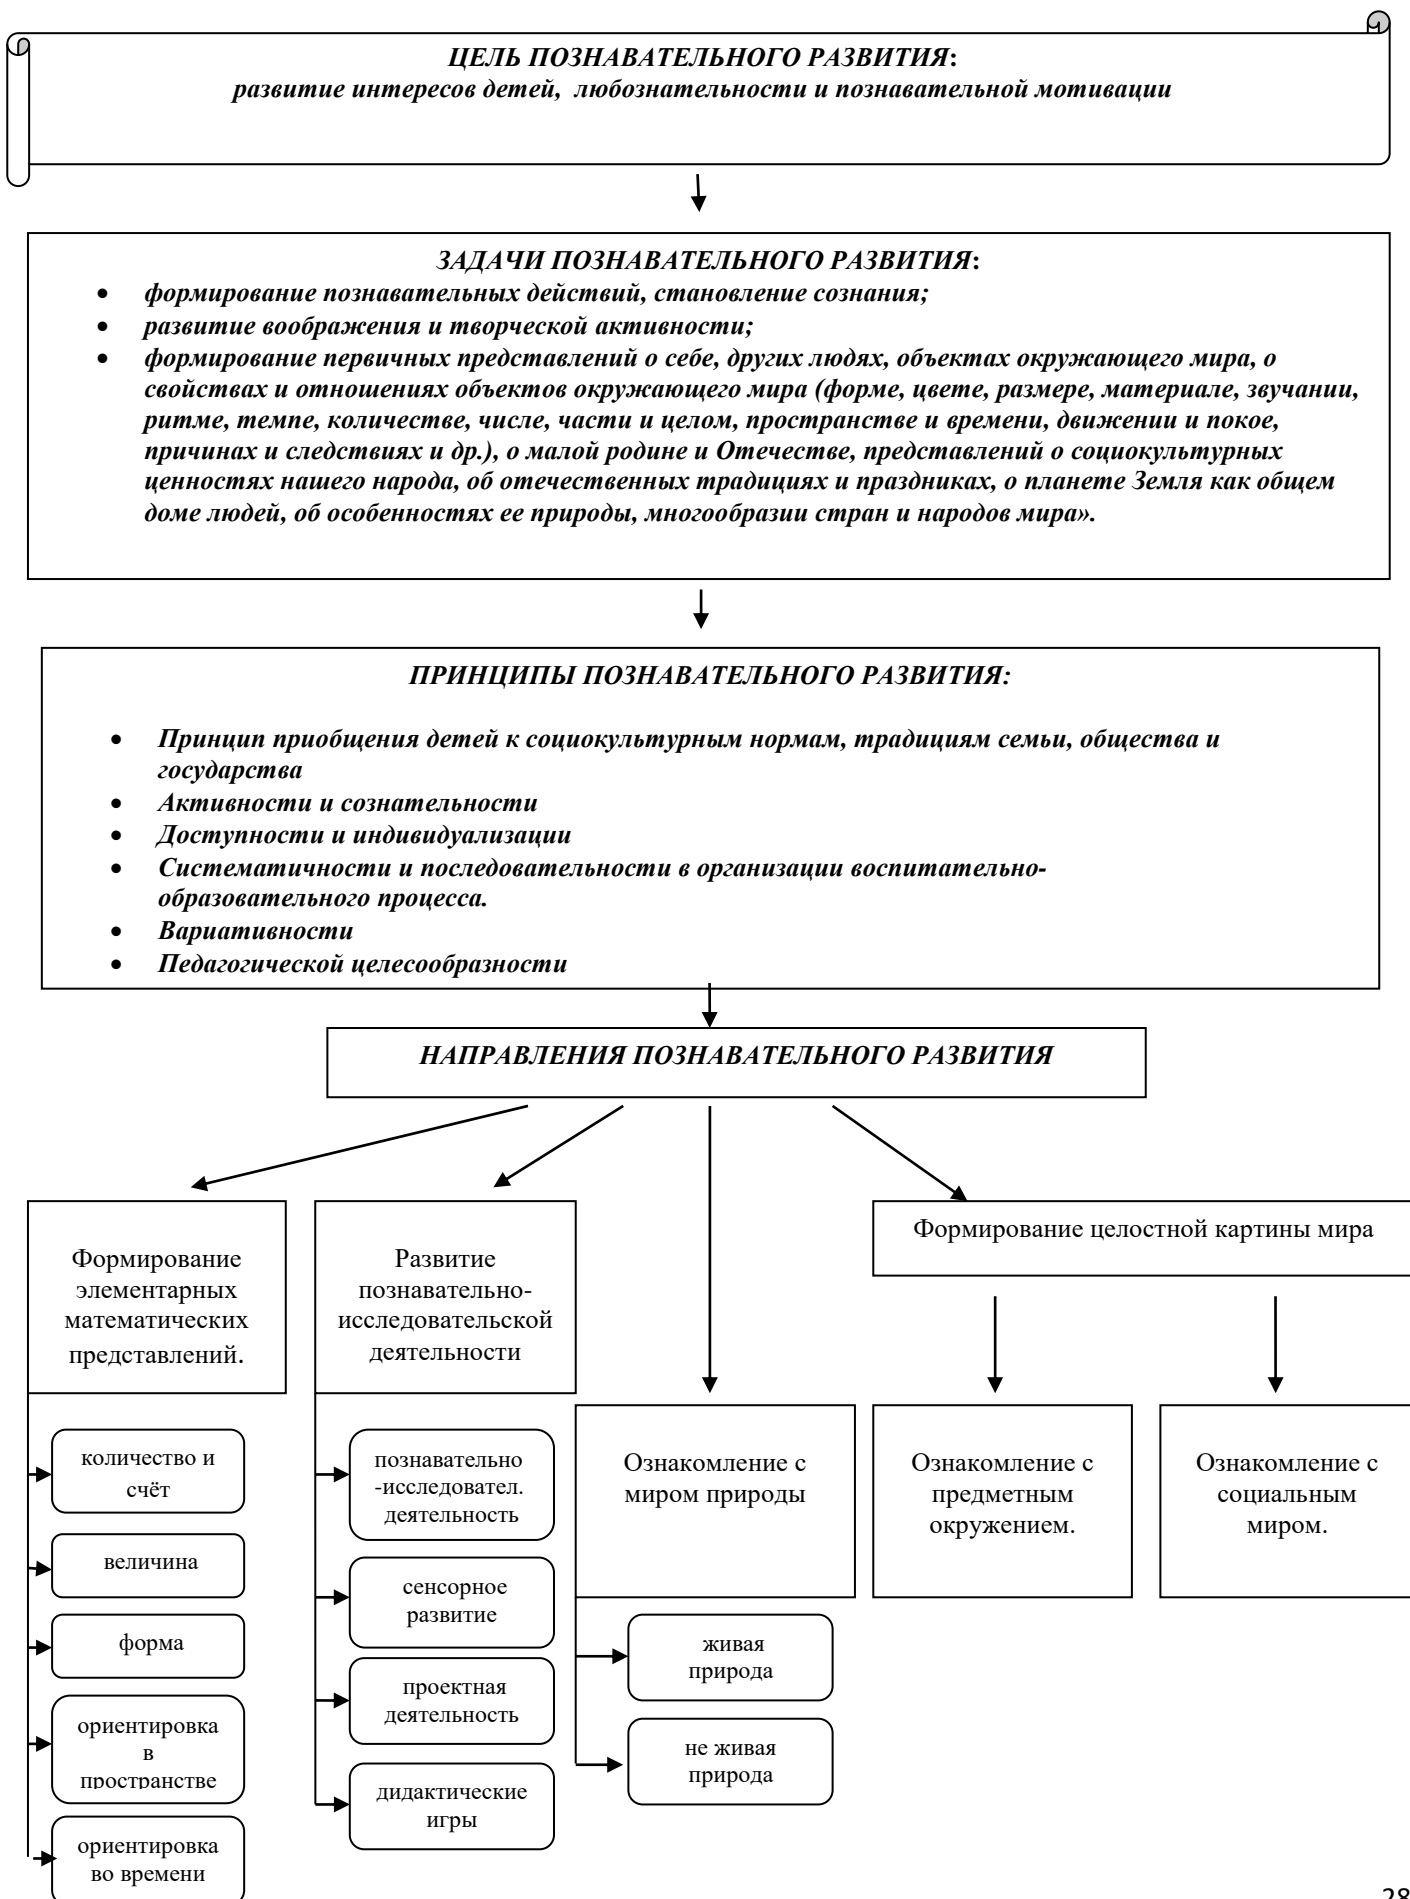 ЦЕЛЬ ПОЗНАВАТЕЛЬНОГО РАЗВИТИЯ:
развитие интересов детей, любознательности и познавательной мотивации
ЗАДАЧИ ПОЗНАВАТЕЛЬНОГО РАЗВИТИЯ:
• формирование познавательных действий, становление сознания;
• развитие воображения и творческой активности;
• формирование первичных представлений о себе, других людях, объектах окружающего мира, о
свойствах и отношениях объектов окружающего мира (форме, цвете, размере, материале, звучании,
ритме, темпе, количестве, числе, части и целом, пространстве и времени, движении и покое,
причинах и следствиях и др.), о малой родине и Отечестве, представлений о социокультурных
ценностях нашего народа, об отечественных традициях и праздниках, о планете Земля как общем
доме людей, об особенностях ее природы, многообразии стран и народов мира».
ПРИНЦИПЫ ПОЗНАВАТЕЛЬНОГО РАЗВИТИЯ:
• Принцип приобщения детей к социокультурным нормам, традициям семьи, общества и
государства
• Активности и сознательности
• Доступности и индивидуализации
• Систематичности и последовательности в организации воспитательно-
образовательного процесса.
• Вариативности
• Педагогической целесообразности
НАПРАВЛЕНИЯ ПОЗНАВАТЕЛЬНОГО РАЗВИТИЯ
Формирование
элементарных
математических
представлений.
количество и
счёт
величина
форма
ориентировка
в
пространстве
ориентировка
во времени
Развитие
познавательно-
исследовательской
деятельности
познавательно
-исследовател.
деятельность
сенсорное
развитие
проектная
деятельность
дидактические
игры
Ознакомление с
миром природы
живая
природа
не живая
природа
Формирование целостной картины мира
Ознакомление с
предметным
окружением.
Ознакомление с
социальным
миром.
28